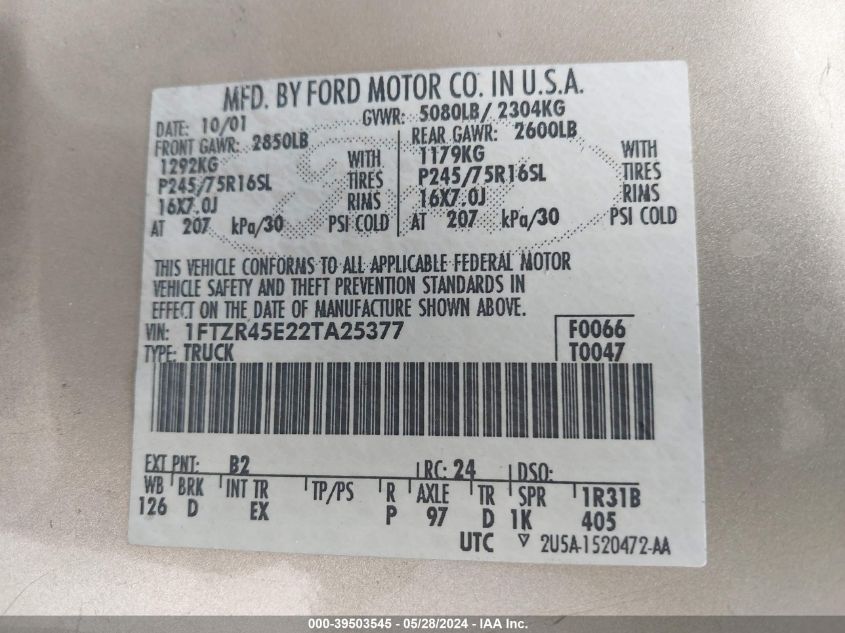 MFD. BY FORD MOTOR CO. IN U.S.A.
DATE: 10/01 GVWR: 5080LB/ 2304KG
FRONT GAWR: 2850LB REAR GAWR: 2600LB
1292KG WITH 1179KG WITH
P245/75R16SL TIRES P245/75R16SL TIRES
16X7.0J RIMS 16X7.0J RIMS
AT 207 kPa/30 PSI COLD AT 207 kPa/30 PSI COLD
THIS VEHICLE CONFORMS TO ALL APPLICABLE FEDERAL MOTOR
VEHICLE SAFETY AND THEFT PREVENTION STANDARDS IN
EFFECT ON THE DATE OF MANUFACTURE SHOWN ABOVE.
VIN: 1FTZR45E22TA25377 F0066
TYPE: TRUCK T0047
EXT PNT: B2 RC: 24 DSO:
WB BRK INT TR TP/PS R AXLE TR SPR 1R31B
126 D EX P 97 D 1K 405
UTC ▽ 2U5A-1520472-AA
000-39503545 - 05/28/2024 - IAA Inc.